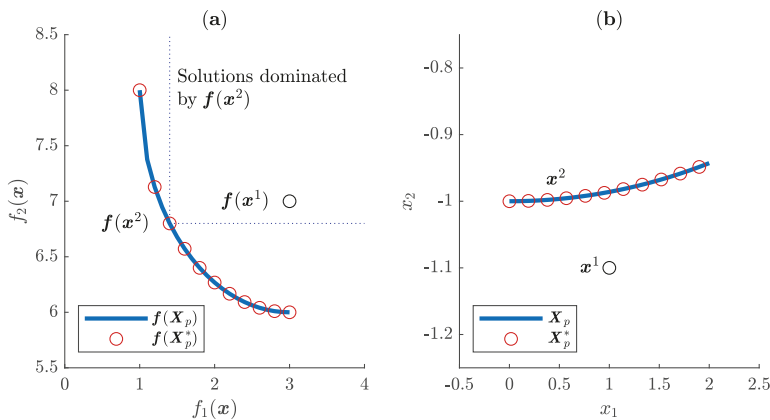 (a)
8.5
8
7.5
7
6.5
6
5.5
0
1
2
3
4
f₂(x)
f₁(x)
Solutions dominated
by f(x²)
f(x¹)
f(x²)
f(Xₚ)
f(Xₚ*)
(b)
-0.8
-0.9
-1
-1.1
-1.2
-0.5
0
0.5
1
1.5
2
2.5
x₂
x₁
x²
x¹
Xₚ
Xₚ*